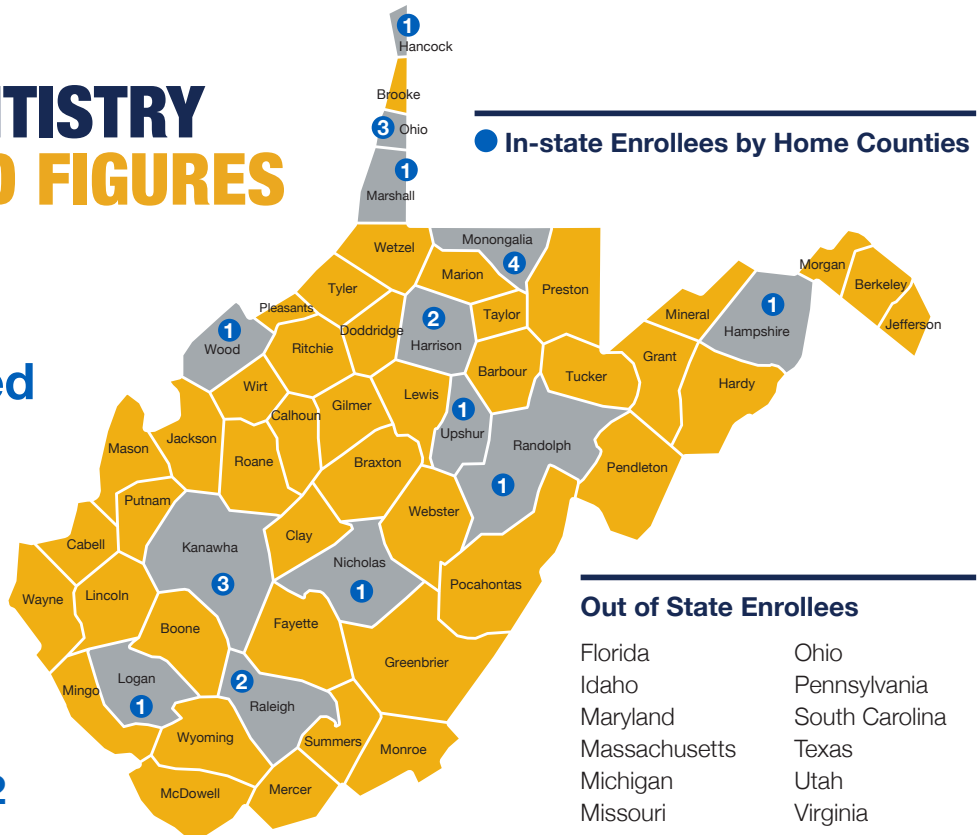 TISTRY
FIGURES
ed
2
In-state Enrollees by Home Counties
1
Hancock
Brooke
3 Ohio
1
Marshall
Wetzel
Monongalia
4
Marion
Preston
Tyler
Pleasants
Doddridge
2
Harrison
Taylor
1
Wood
Ritchie
Barbour
Tucker
Mineral
Grant
1
Hampshire
Morgan
Berkeley
Jefferson
Hardy
Wirt
Calhoun
Gilmer
Lewis
1
Upshur
Randolph
1
Pendleton
Mason
Jackson
Roane
Braxton
Webster
Putnam
Cabell
Kanawha
3
Clay
Nicholas
1
Pocahontas
Wayne
Lincoln
Boone
Fayette
Greenbrier
Mingo
Logan
1
2
Raleigh
Wyoming
Summers
Monroe
McDowell
Mercer
Out of State Enrollees
Florida
Idaho
Maryland
Massachusetts
Michigan
Missouri
Ohio
Pennsylvania
South Carolina
Texas
Utah
Virginia